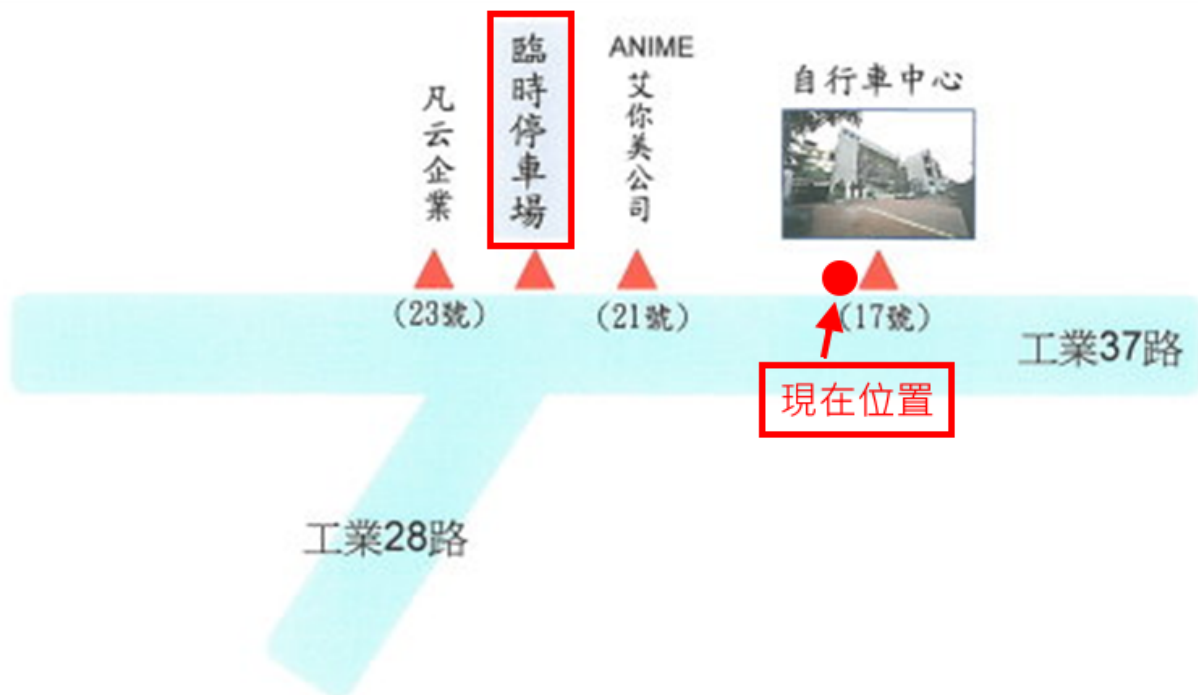 凡云企業
臨時停車場
ANIME
艾你美公司
自行車中心
(23號)
(21號)
(17號)
工業37路
現在位置
工業28路